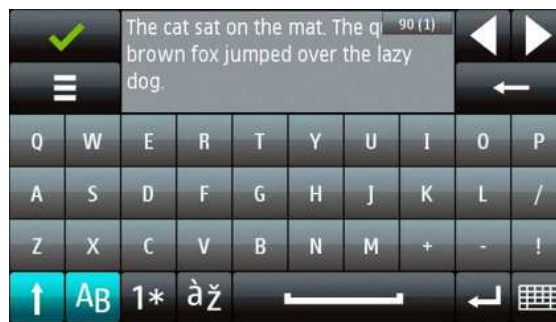 The cat sat on the mat. The q 90 (1)
brown fox jumped over the lazy
dog.
Q W E R T Y U I O P
A S D F G H J K L /
Z X C V B N M + - !
AB 1* àž